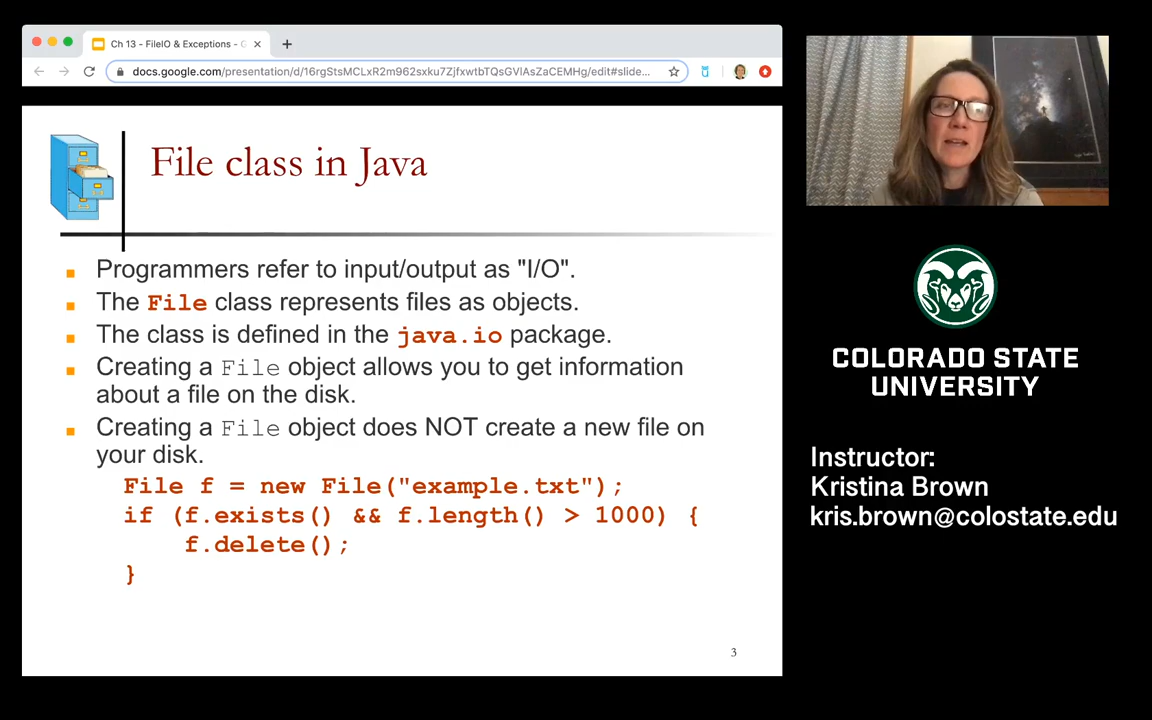 Ch 13 - FileIO & Exceptions - G
docs.google.com/presentation/d/16rgStsMCLxR2m962sxku7ZjfxwtbTQsGVlAsZaCEMHg/edit#slide...
File class in Java
Programmers refer to input/output as "I/O".
The File class represents files as objects.
The class is defined in the java.io package.
Creating a File object allows you to get information
about a file on the disk.
Creating a File object does NOT create a new file on
your disk.
File f = new File("example.txt");
if (f.exists() && f.length() > 1000) {
f.delete();
}
3
COLORADO STATE
UNIVERSITY
Instructor:
Kristina Brown
kris.brown@colostate.edu